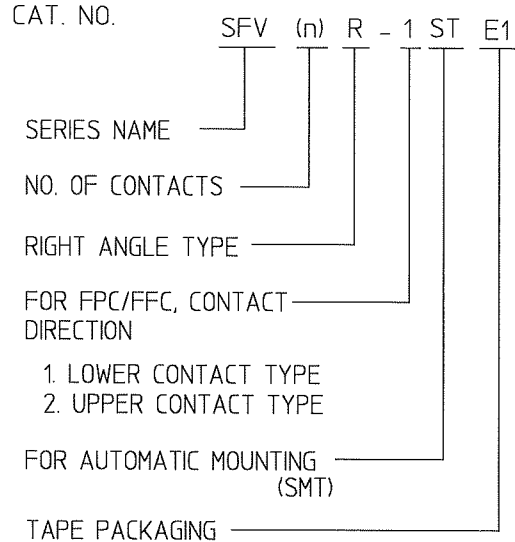 CAT. NO.
SFV (n) R - 1 ST E1
SERIES NAME
NO. OF CONTACTS
RIGHT ANGLE TYPE
FOR FPC/FFC, CONTACT
DIRECTION
1. LOWER CONTACT TYPE
2. UPPER CONTACT TYPE
FOR AUTOMATIC MOUNTING
(SMT)
TAPE PACKAGING